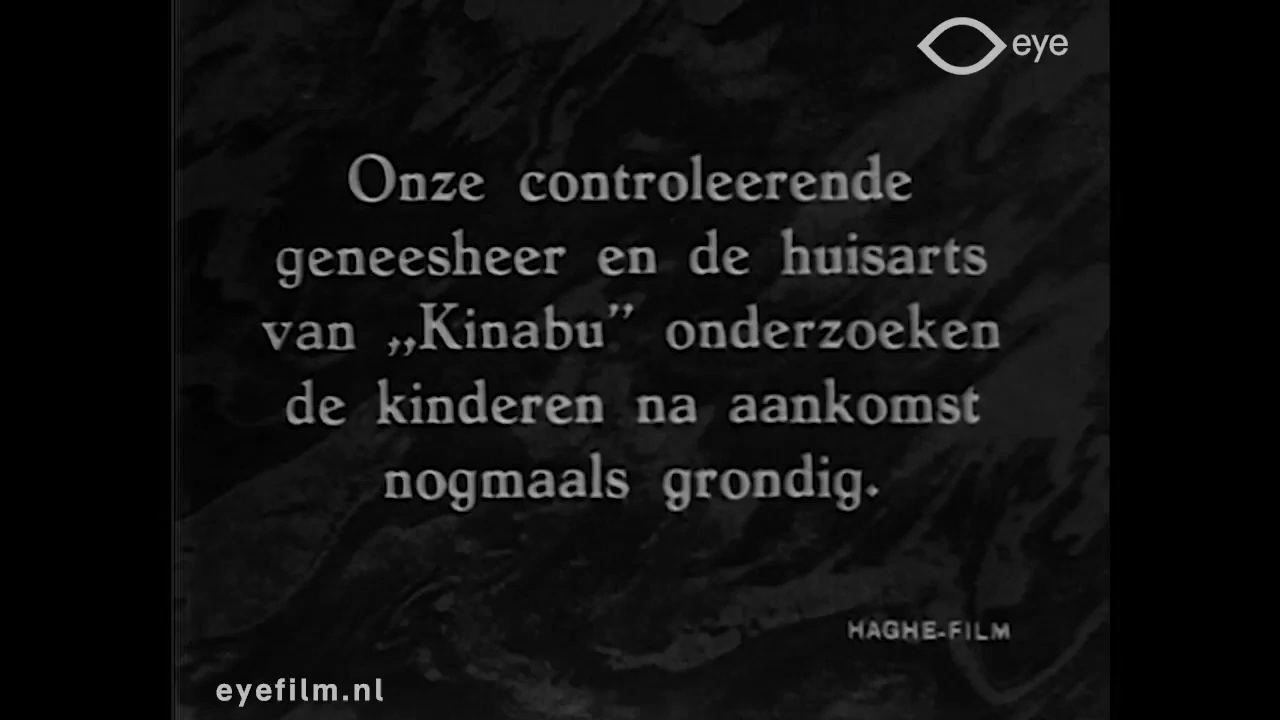 eye
Onze controleerende
geneesheer en de huisarts
van „Kinabu” onderzoeken
de kinderen na aankomst
nogmaals grondig.
HAGHE-FILM
eyefilm.nl